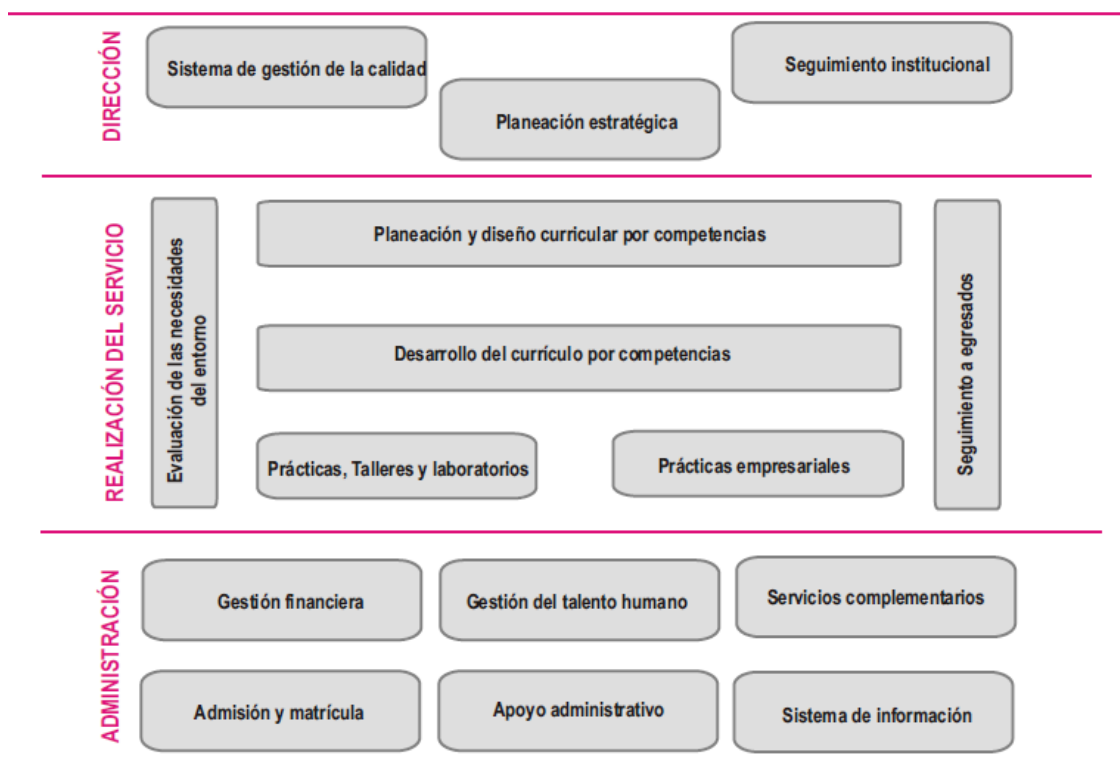 DIRECCIÓN
Sistema de gestión de la calidad
Seguimiento institucional
Planeación estratégica
REALIZACIÓN DEL SERVICIO
Evaluación de las necesidades
del entorno
Planeación y diseño curricular por competencias
Desarrollo del currículo por competencias
Prácticas, Talleres y laboratorios
Prácticas empresariales
Seguimiento a egresados
ADMINISTRACIÓN
Gestión financiera
Gestión del talento humano
Servicios complementarios
Admisión y matrícula
Apoyo administrativo
Sistema de información